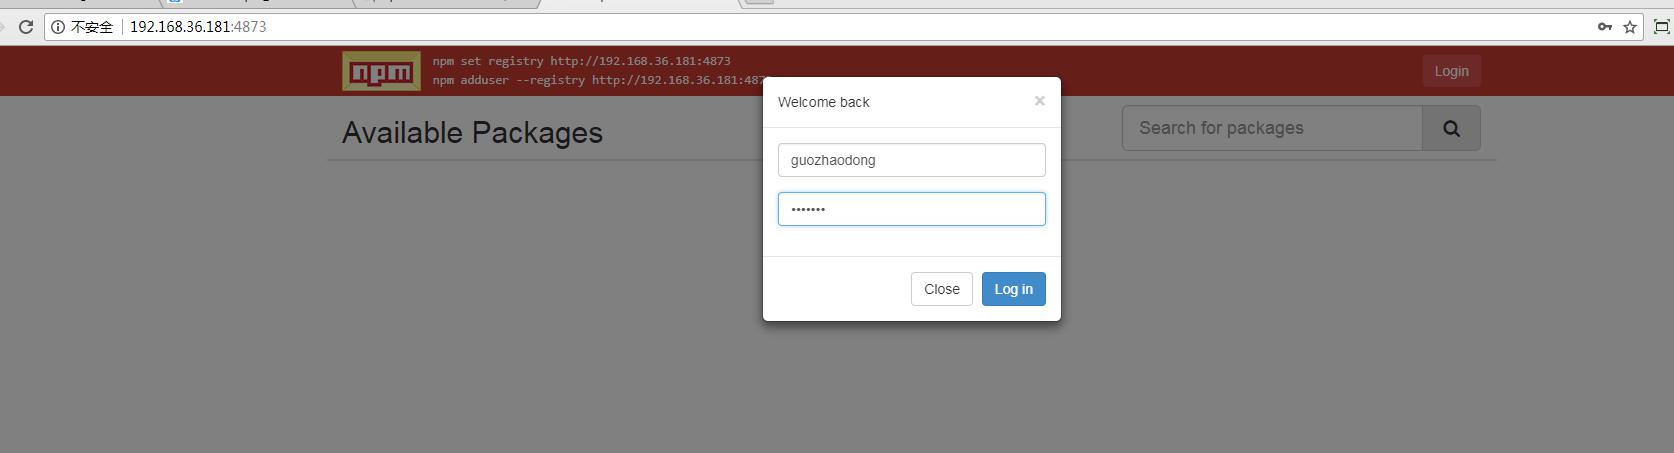 不安全 192.168.36.181:4873
npm
npm set registry http://192.168.36.181:4873
npm adduser --registry http://192.168.36.181:487
Login
Welcome back
×
Available Packages
Search for packages
guozhaodong
•••••••
Close
Log in